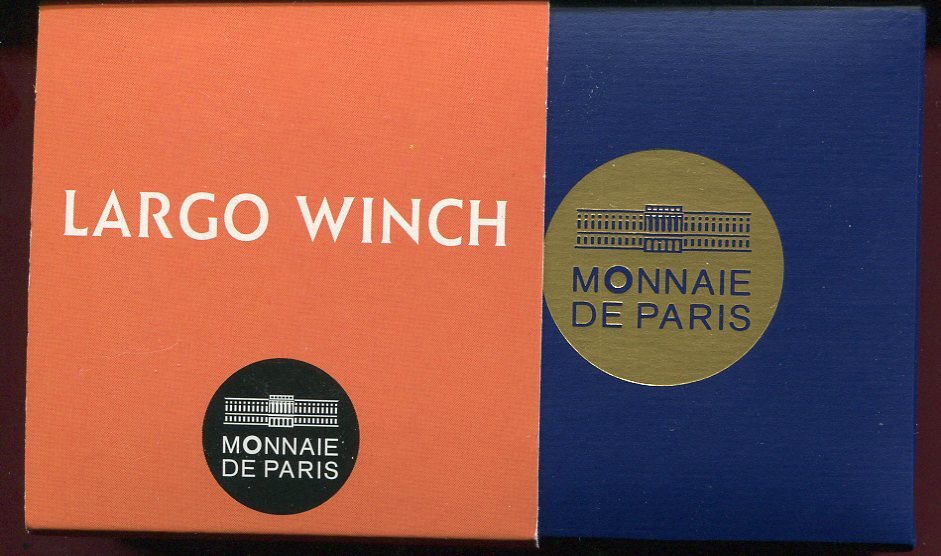 LARGO WINCH
MONNAIE
DE PARIS
MONNAIE
DE PARIS